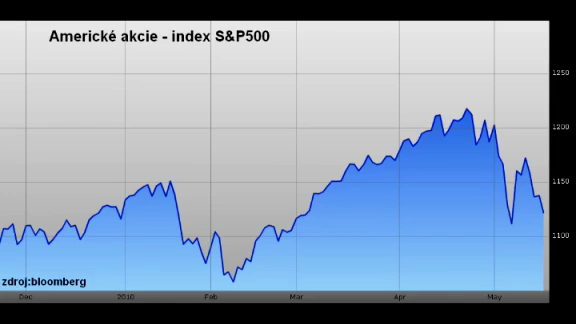 Americké akcie - index S&P500
1250
1200
1150
1100
zdroj:bloomberg
Dec 2010 Feb Mar Apr May